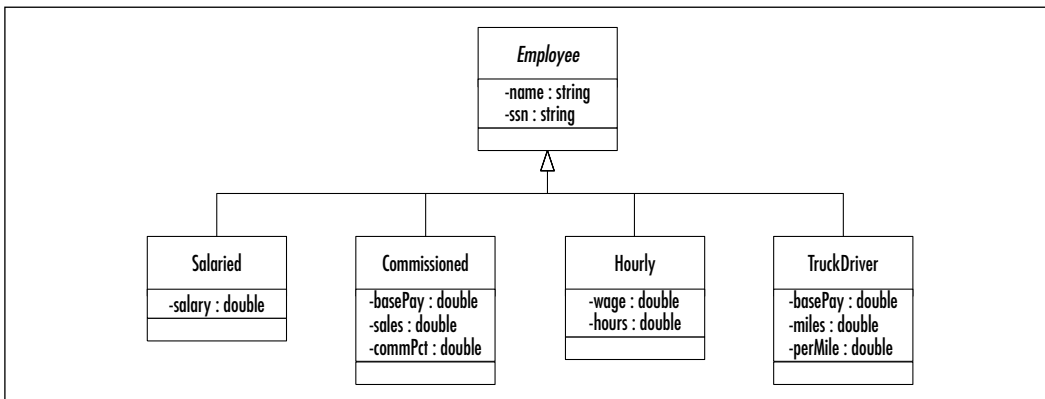 Employee
-name : string
-ssn : string
Salaried
-salary : double
Commissioned
-basePay : double
-sales : double
-commPct : double
Hourly
-wage : double
-hours : double
TruckDriver
-basePay : double
-miles : double
-perMile : double